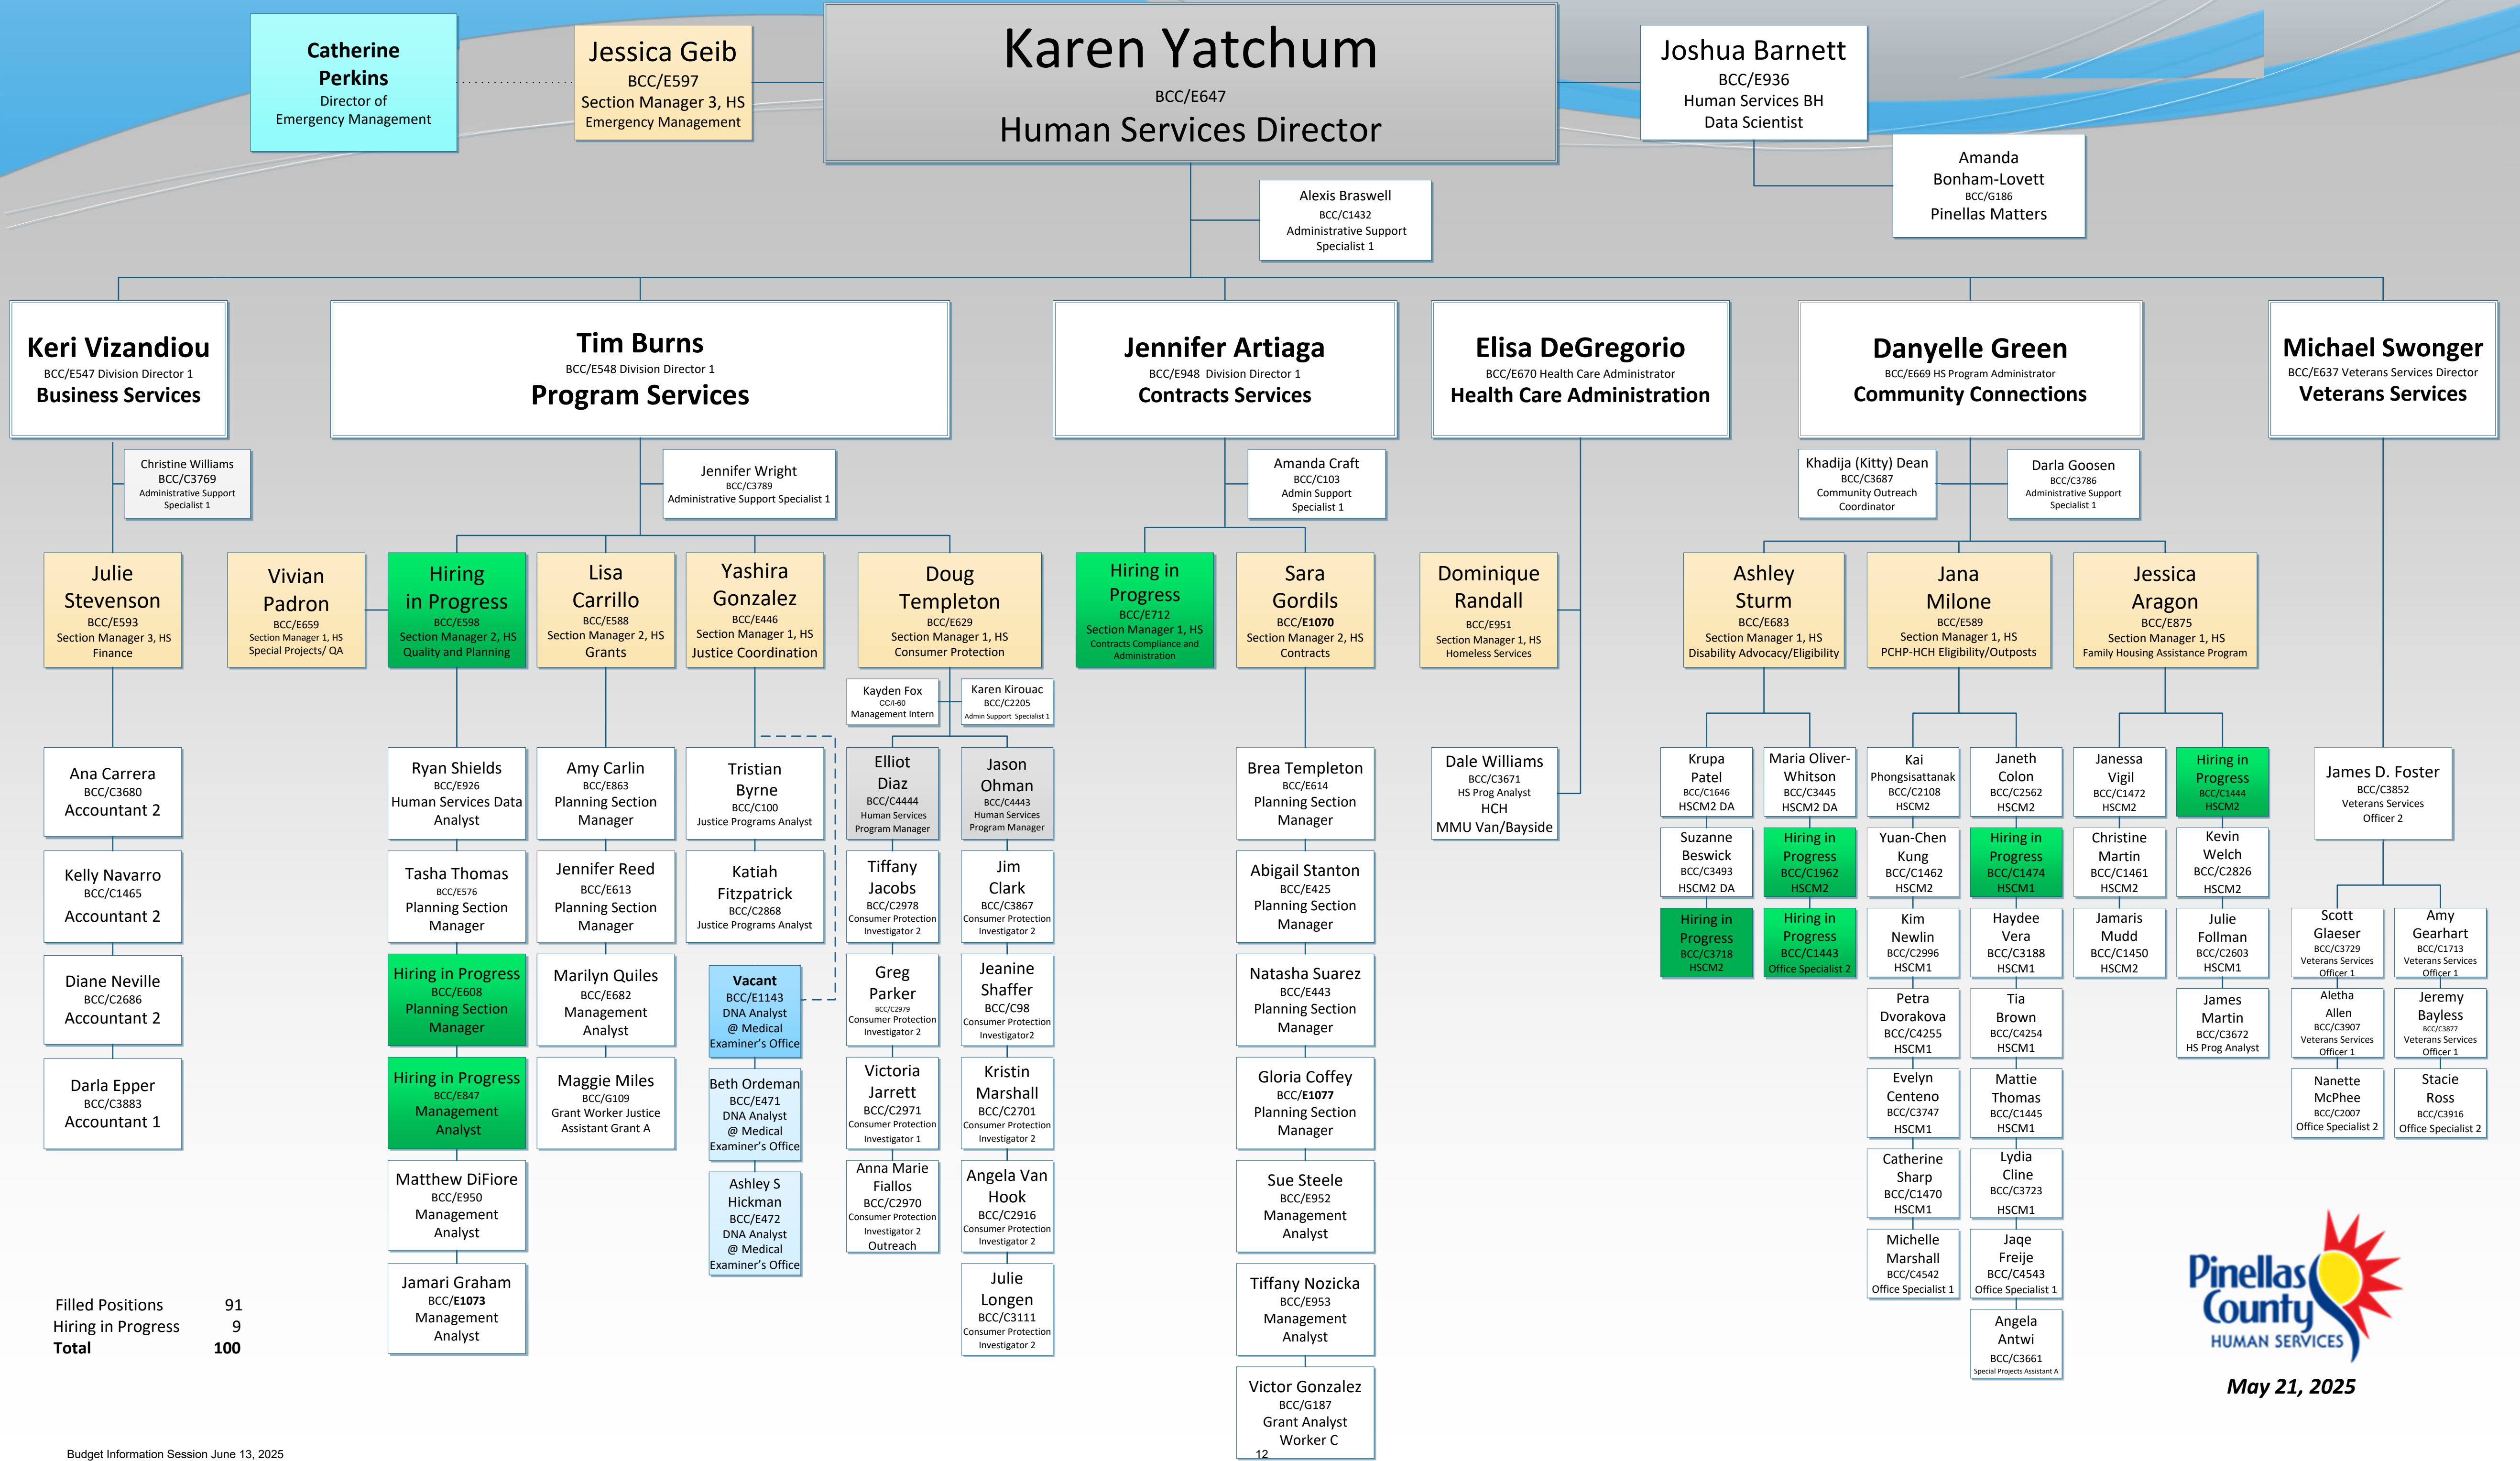 Catherine
Perkins
Director of
Emergency Management
Jessica Geib
BCC/E597
Section Manager 3, HS
Emergency Management
Karen Yatchum
BCC/E647
Human Services Director
Joshua Barnett
BCC/E936
Human Services BH
Data Scientist
Amanda
Bonham-Lovett
BCC/G186
Pinellas Matters
Alexis Braswell
BCC/C1432
Administrative Support
Specialist 1
Keri Vizandiou
BCC/E547 Division Director 1
Business Services
Tim Burns
BCC/E548 Division Director 1
Program Services
Jennifer Artiaga
BCC/E948 Division Director 1
Contracts Services
Elisa DeGregorio
BCC/E670 Health Care Administrator
Health Care Administration
Danyelle Green
BCC/E669 HS Program Administrator
Community Connections
Michael Swonger
BCC/E637 Veterans Services Director
Veterans Services
Christine Williams
BCC/C3769
Administrative Support
Specialist 1
Jennifer Wright
BCC/C3789
Administrative Support Specialist 1
Amanda Craft
BCC/C103
Admin Support
Specialist 1
Khadija (Kitty) Dean
BCC/C3687
Community Outreach
Coordinator
Darla Goosen
BCC/C3786
Administrative Support
Specialist 1
Julie
Stevenson
BCC/E593
Section Manager 3, HS
Finance
Vivian
Padron
BCC/E659
Section Manager 1, HS
Special Projects/ QA
Hiring
in Progress
BCC/E598
Section Manager 2, HS
Quality and Planning
Lisa
Carrillo
BCC/E588
Section Manager 2, HS
Grants
Yashira
Gonzalez
BCC/E446
Section Manager 1, HS
Justice Coordination
Doug
Templeton
BCC/E629
Section Manager 1, HS
Consumer Protection
Hiring in
Progress
BCC/E712
Section Manager 1, HS
Contracts Compliance and
Administration
Sara
Gordils
BCC/E1070
Section Manager 2, HS
Contracts
Dominique
Randall
BCC/E951
Section Manager 1, HS
Homeless Services
Ashley
Sturm
BCC/E683
Section Manager 1, HS
Disability Advocacy/Eligibility
Jana
Milone
BCC/E589
Section Manager 1, HS
PCHP-HCH Eligibility/Outposts
Jessica
Aragon
BCC/E875
Section Manager 1, HS
Family Housing Assistance Program
Kayden Fox
CC/I-60
Management Intern
Karen Kirouac
BCC/C2205
Admin Support Specialist 1
Ana Carrera
BCC/C3680
Accountant 2
Kelly Navarro
BCC/C1465
Accountant 2
Diane Neville
BCC/C2686
Accountant 2
Darla Epper
BCC/C3883
Accountant 1
Ryan Shields
BCC/E926
Human Services Data
Analyst
Tasha Thomas
BCC/E576
Planning Section
Manager
Hiring in Progress
BCC/E608
Planning Section
Manager
Hiring in Progress
BCC/E847
Management
Analyst
Matthew DiFiore
BCC/E950
Management
Analyst
Jamari Graham
BCC/E1073
Management
Analyst
Amy Carlin
BCC/E863
Planning Section
Manager
Jennifer Reed
BCC/E613
Planning Section
Manager
Marilyn Quiles
BCC/E682
Management
Analyst
Maggie Miles
BCC/G109
Grant Worker Justice
Assistant Grant A
Tristian
Byrne
BCC/C100
Justice Programs Analyst
Katiah
Fitzpatrick
BCC/C2868
Justice Programs Analyst
Vacant
BCC/E1143
DNA Analyst
@ Medical
Examiner's Office
Beth Ordeman
BCC/E471
DNA Analyst
@ Medical
Examiner's Office
Ashley S
Hickman
BCC/E472
DNA Analyst
@ Medical
Examiner's Office
Elliot
Diaz
BCC/C4444
Human Services
Program Manager
Tiffany
Jacobs
BCC/C2978
Consumer Protection
Investigator 2
Greg
Parker
BCC/C2979
Consumer Protection
Investigator 2
Victoria
Jarrett
BCC/C2971
Consumer Protection
Investigator 1
Anna Marie
Fiallos
BCC/C2970
Consumer Protection
Investigator 2
Outreach
Jason
Ohman
BCC/C4443
Human Services
Program Manager
Jim
Clark
BCC/C3867
Consumer Protection
Investigator 2
Jeanine
Shaffer
BCC/C98
Consumer Protection
Investigator2
Kristin
Marshall
BCC/C2701
Consumer Protection
Investigator 2
Angela Van
Hook
BCC/C2916
Consumer Protection
Investigator 2
Julie
Longen
BCC/C3111
Consumer Protection
Investigator 2
Brea Templeton
BCC/E614
Planning Section
Manager
Abigail Stanton
BCC/E425
Planning Section
Manager
Natasha Suarez
BCC/E443
Planning Section
Manager
Gloria Coffey
BCC/E1077
Planning Section
Manager
Sue Steele
BCC/E952
Management
Analyst
Tiffany Nozicka
BCC/E953
Management
Analyst
Victor Gonzalez
BCC/G187
Grant Analyst
Worker C
Dale Williams
BCC/C3671
HS Prog Analyst
HCH
MMU Van/Bayside
Krupa
Patel
BCC/C1646
HSCM2 DA
Suzanne
Beswick
BCC/C3493
HSCM2 DA
Hiring in
Progress
BCC/C3718
HSCM2
Maria Oliver-
Whitson
BCC/C3445
HSCM2 DA
Hiring in
Progress
BCC/C1962
HSCM2
Hiring in
Progress
BCC/C1443
Office Specialist 2
Kai
Phongsisattanak
BCC/C2108
HSCM2
Yuan-Chen
Kung
BCC/C1462
HSCM2
Kim
Newlin
BCC/C2996
HSCM1
Petra
Dvorakova
BCC/C4255
HSCM1
Evelyn
Centeno
BCC/C3747
HSCM1
Catherine
Sharp
BCC/C1470
HSCM1
Michelle
Marshall
BCC/C4542
Office Specialist 1
Janeth
Colon
BCC/C2562
HSCM2
Hiring in
Progress
BCC/C1474
HSCM1
Haydee
Vera
BCC/C3188
HSCM1
Tia
Brown
BCC/C4254
HSCM1
Mattie
Thomas
BCC/C1445
HSCM1
Lydia
Cline
BCC/C3723
HSCM1
Jaqe
Freije
BCC/C4543
Office Specialist 1
Angela
Antwi
BCC/C3661
Special Projects Assistant A
Janessa
Vigil
BCC/C1472
HSCM2
Christine
Martin
BCC/C1461
HSCM2
Jamaris
Mudd
BCC/C1450
HSCM2
Hiring in
Progress
BCC/C1444
HSCM2
Kevin
Welch
BCC/C2826
HSCM2
Julie
Follman
BCC/C2603
HSCM1
James
Martin
BCC/C3672
HS Prog Analyst
James D. Foster
BCC/C3852
Veterans Services
Officer 2
Scott
Glaeser
BCC/C3729
Veterans Services
Officer 1
Aletha
Allen
BCC/C3907
Veterans Services
Officer 1
Nanette
McPhee
BCC/C2007
Office Specialist 2
Amy
Gearhart
BCC/C1713
Veterans Services
Officer 1
Jeremy
Bayless
BCC/C3877
Veterans Services
Officer 1
Stacie
Ross
BCC/C3916
Office Specialist 2
Filled Positions 91
Hiring in Progress 9
Total 100
Pinellas
County
HUMAN SERVICES
May 21, 2025
Budget Information Session June 13, 2025
12